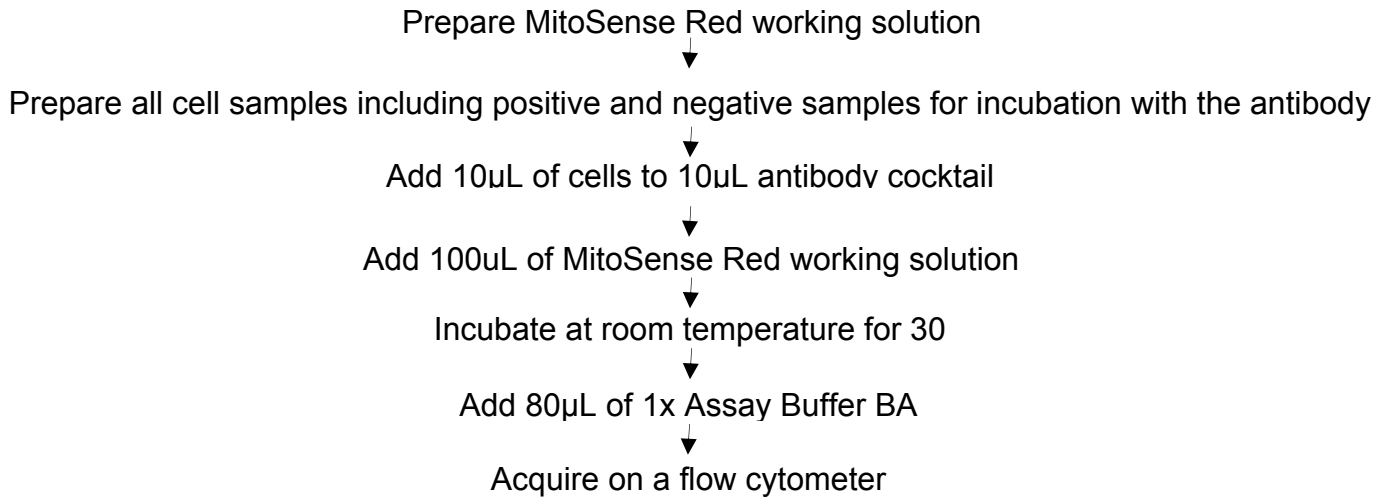 Prepare MitoSense Red working solution
Prepare all cell samples including positive and negative samples for incubation with the antibody
Add 10µL of cells to 10µL antibody cocktail
Add 100uL of MitoSense Red working solution
Incubate at room temperature for 30
Add 80µL of 1x Assay Buffer BA
Acquire on a flow cytometer